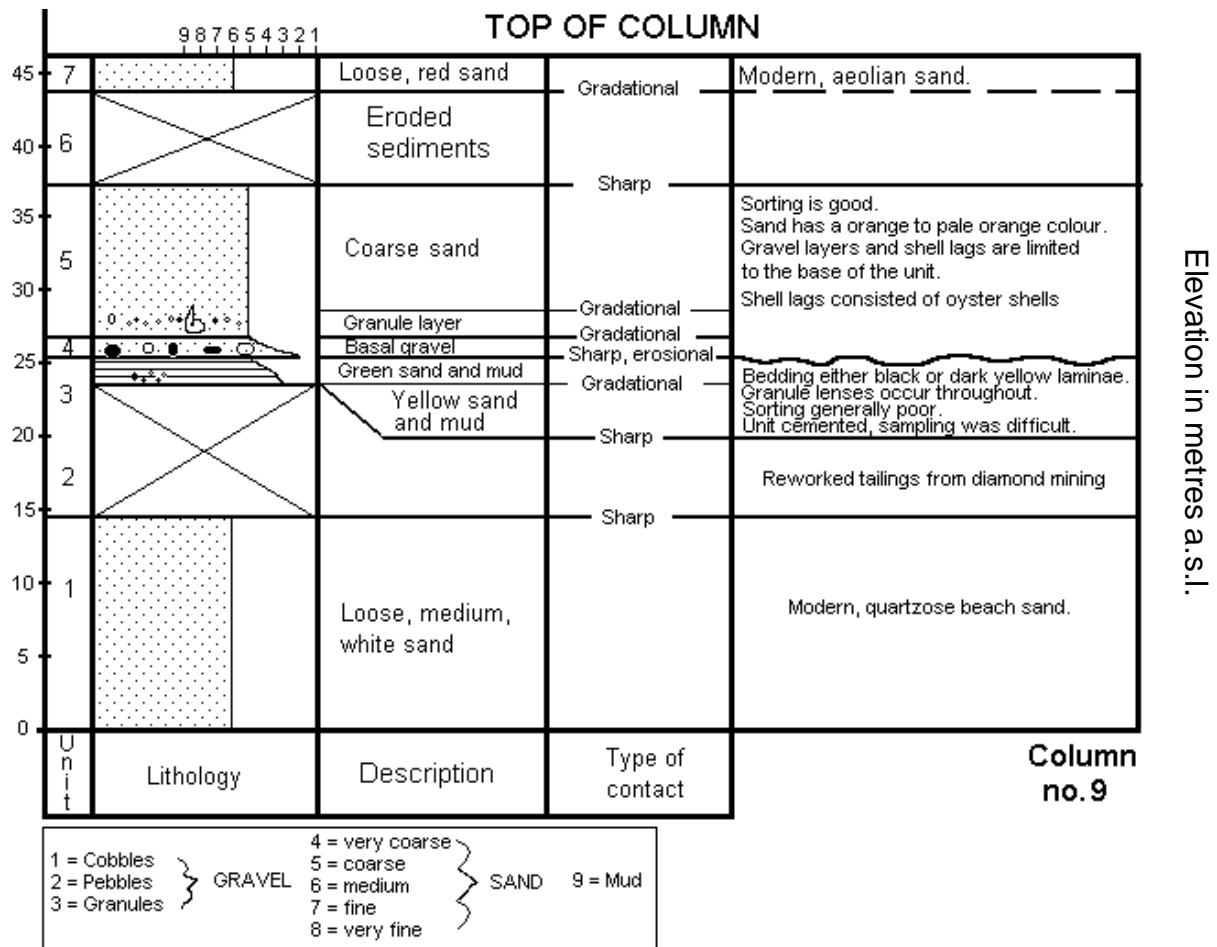 TOP OF COLUMN
9 8 7 6 5 4 3 2 1
45
7
Loose, red sand
Gradational
Modern, aeolian sand.
40
6
Eroded
sediments
Sharp
35
5
30
Coarse sand
Gradational
Granule layer
Gradational
Sorting is good.
Sand has a orange to pale orange colour.
Gravel layers and shell lags are limited
to the base of the unit.
Shell lags consisted of oyster shells
4
Basal gravel
Sharp, erosional
25
3
Green sand and mud
Gradational
Yellow sand
and mud
Bedding either black or dark yellow laminae.
Granule lenses occur throughout.
Sorting generally poor.
Unit cemented, sampling was difficult.
20
Sharp
2
Reworked tailings from diamond mining
15
Sharp
10
1
5
0
Loose, medium,
white sand
Modern, quartzose beach sand.
Elevation in metres a.s.l.
Unit
Lithology
Description
Type of
contact
Column
no.9
1 = Cobbles
2 = Pebbles
3 = Granules
GRAVEL
4 = very coarse
5 = coarse
6 = medium
7 = fine
8 = very fine
SAND
9 = Mud